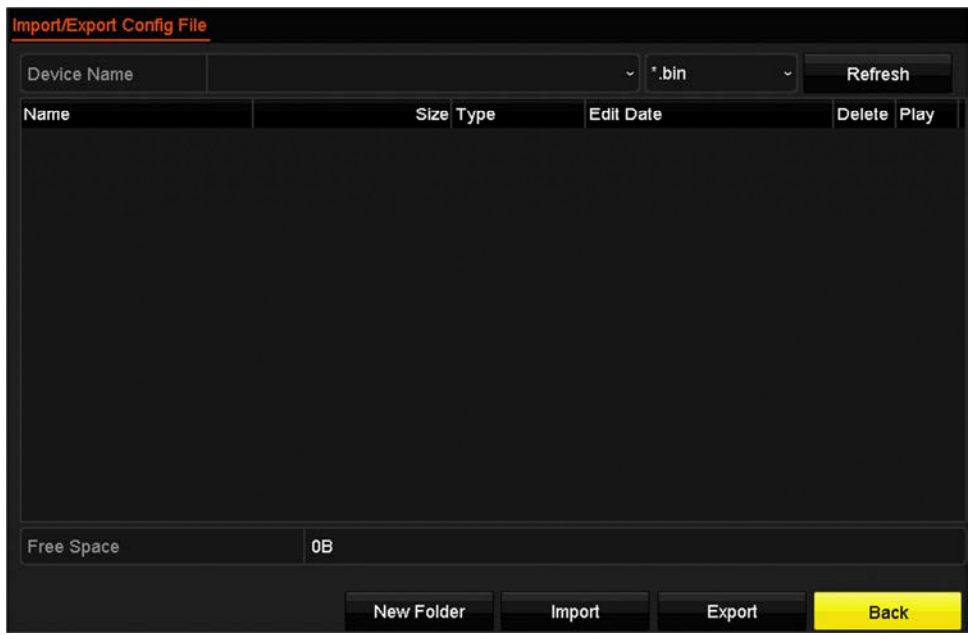 Import/Export Config File
Device Name *.bin Refresh
Name Size Type Edit Date Delete Play
Free Space 0B
New Folder Import Export Back